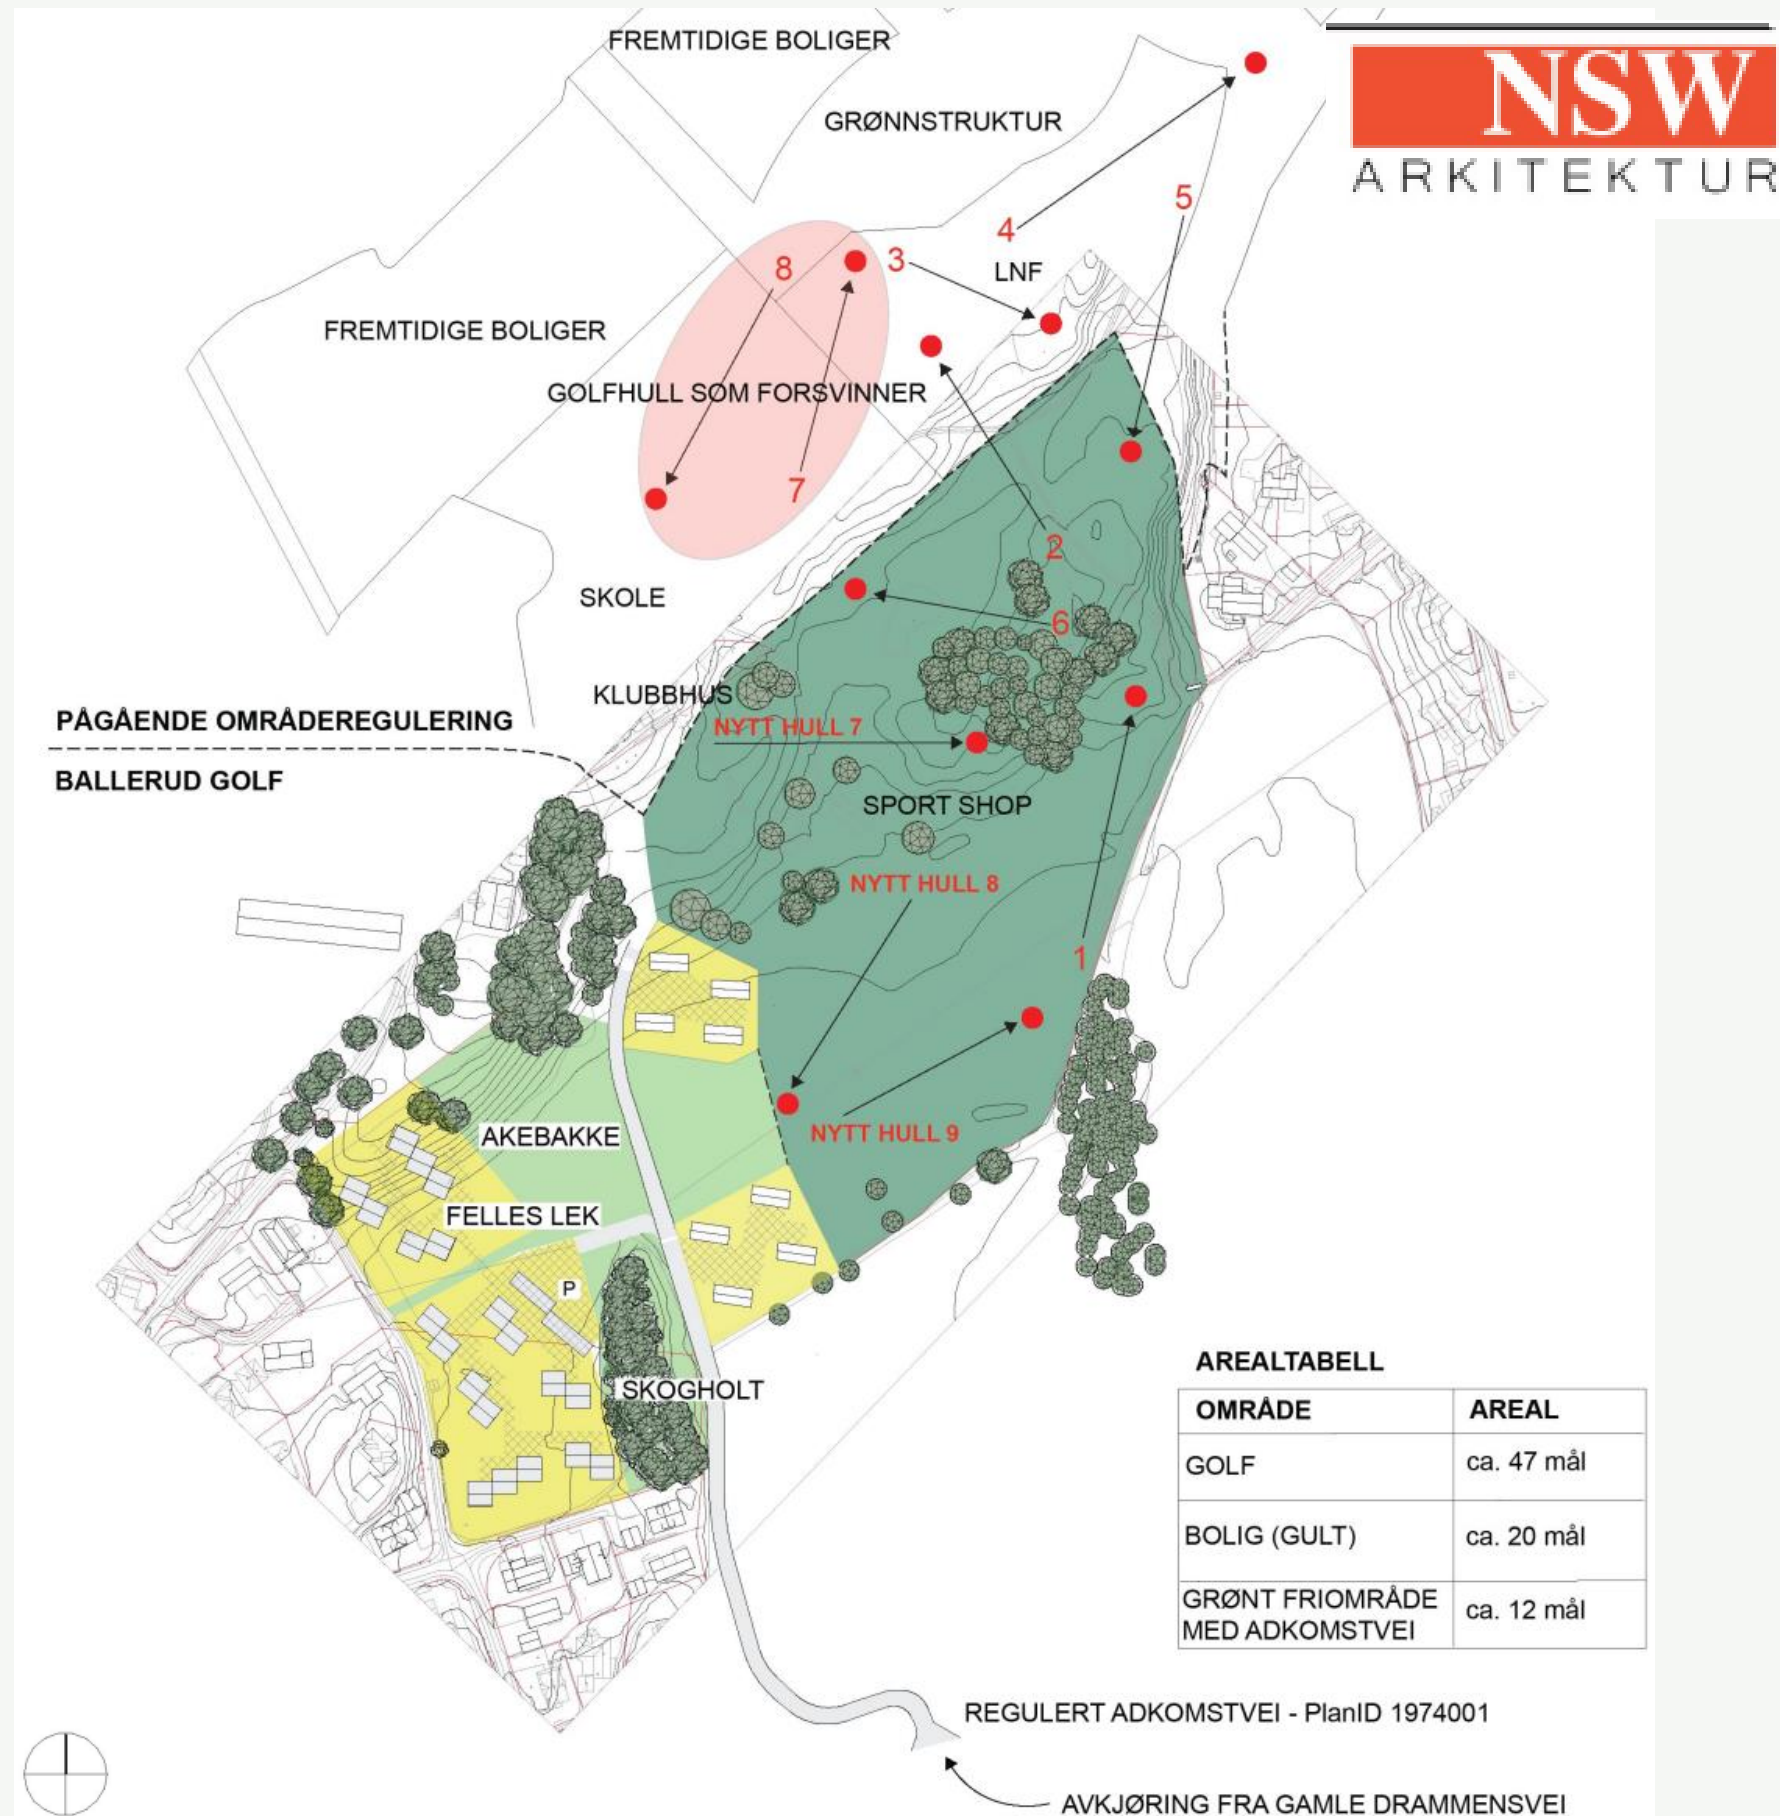 FREMTIDIGE BOLIGER
NSW
ARKITEKTUR
GRØNNSTRUKTUR
5
4
3
LNF
8
FREMTIDIGE BOLIGER
GOLFHULL SOM FORSVINNER
7
2
SKOLE
6
KLUBBHUS
PÅGÅENDE OMRÅDEREGULERING
NYTT HULL 7
BALLERUD GOLF
SPORT SHOP
NYTT HULL 8
1
NYTT HULL 9
AKEBAKKE
FELLES LEK
P
SKOGHOLT
AREALTABELL
OMRÅDE AREAL
GOLF ca. 47 mål
BOLIG (GULT) ca. 20 mål
GRØNT FRIOMRÅDE
MED ADKOMSTVEI ca. 12 mål
REGULERT ADKOMSTVEI - PlanID 1974001
AVKJØRING FRA GAMLE DRAMMENSVEI